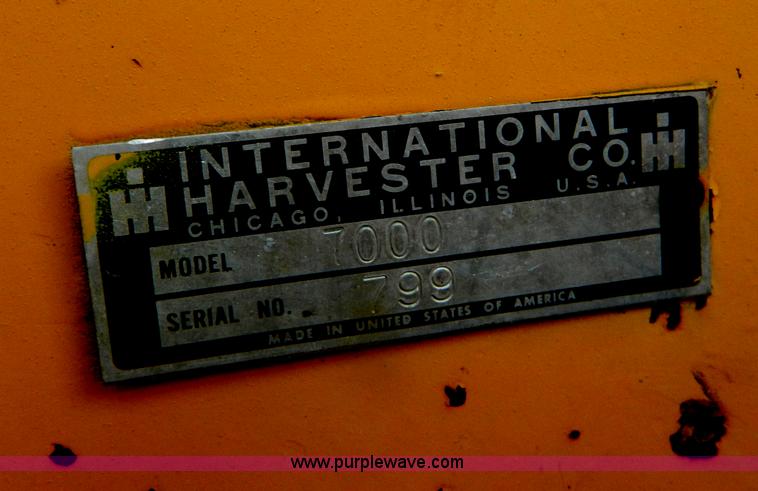 INTERNATIONAL
HARVESTER CO.
CHICAGO, ILLINOIS U.S.A.
MODEL 7000
SERIAL NO. 799
MADE IN UNITED STATES OF AMERICA
www.purplewave.com